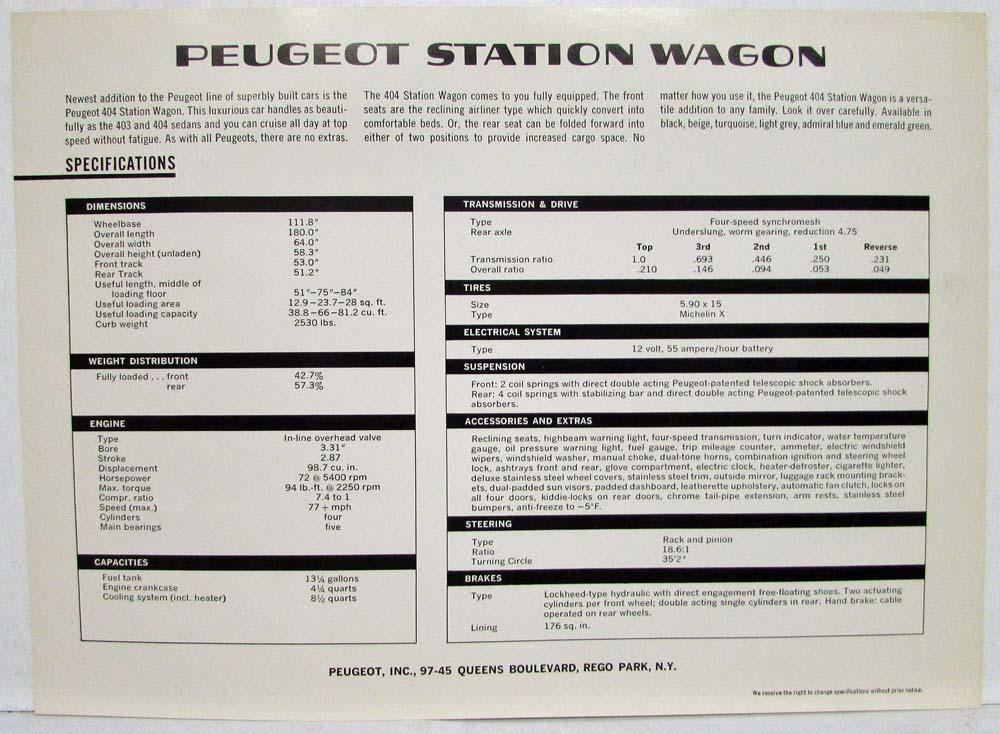 PEUGEOT STATION WAGON
Newest addition to the Peugeot line of superbly built cars is the
Peugeot 404 Station Wagon. This luxurious car handles as beauti-
fully as the 403 and 404 sedans and you can cruise all day at top
speed without fatigue. As with all Peugeots, there are no extras.
The 404 Station Wagon comes to you fully equipped. The front
seats are the reclining airliner type which quickly convert into
comfortable beds. Or, the rear seat can be folded forward into
either of two positions to provide increased cargo space. No
matter how you use it, the Peugeot 404 Station Wagon is a versa-
tile addition to any family. Look it over carefully. Available in
black, beige, turquoise, light grey, admiral blue and emerald green.
SPECIFICATIONS
DIMENSIONS
Wheelbase 111.8"
Overall length 180.0"
Overall width 64.0"
Overall height (unladen) 58.3"
Front track 53.0"
Rear Track 51.2"
Useful length, middle of
loading floor 51"–75"–84"
Useful loading area 12.9–23.7–28 sq. ft.
Useful loading capacity 38.8–66–81.2 cu. ft.
Curb weight 2530 lbs.
WEIGHT DISTRIBUTION
Fully loaded . . . front 42.7%
rear 57.3%
ENGINE
Type In-line overhead valve
Bore 3.31"
Stroke 2.87
Displacement 98.7 cu. in.
Horsepower 72 @ 5400 rpm
Max. torque 94 lb.-ft. @ 2250 rpm
Compr. ratio 7.4 to 1
Speed (max.) 77 + mph
Cylinders four
Main bearings five
CAPACITIES
Fuel tank 13¼ gallons
Engine crankcase 4¼ quarts
Cooling system (incl. heater) 8½ quarts
TRANSMISSION & DRIVE
Type Four-speed synchromesh
Rear axle Underslung, worm gearing, reduction 4.75
Top 3rd 2nd 1st Reverse
Transmission ratio 1.0 .693 .446 .250 .231
Overall ratio .210 .146 .094 .053 .049
TIRES
Size 5.90 x 15
Type Michelin X
ELECTRICAL SYSTEM
Type 12 volt, 55 ampere/hour battery
SUSPENSION
Front: 2 coil springs with direct double acting Peugeot-patented telescopic shock absorbers.
Rear: 4 coil springs with stabilizing bar and direct double acting Peugeot-patented telescopic shock
absorbers.
ACCESSORIES AND EXTRAS
Reclining seats, highbeam warning light, four-speed transmission, turn indicator, water temperature
gauge, oil pressure warning light, fuel gauge, trip mileage counter, ammeter, electric windshield
wipers, windshield washer, manual choke, dual-tone horns, combination ignition and steering wheel
lock, ashtrays front and rear, glove compartment, electric clock, heater-defroster, cigarette lighter,
deluxe stainless steel wheel covers, stainless steel trim, outside mirror, luggage rack mounting brack-
ets, dual-padded sun visors, padded dashboard, leatherette upholstery, automatic fan clutch, locks on
all four doors, kiddie-locks on rear doors, chrome tail-pipe extension, arm rests, stainless steel
bumpers, anti-freeze to –5°F.
STEERING
Type Rack and pinion
Ratio 18.6:1
Turning Circle 35'2"
BRAKES
Type Lockheed-type hydraulic with direct engagement free-floating shoes. Two actuating
cylinders per front wheel; double acting single cylinders in rear. Hand brake: cable
operated on rear wheels.
Lining 176 sq. in.
PEUGEOT, INC., 97-45 QUEENS BOULEVARD, REGO PARK, N.Y.
We reserve the right to change specifications without prior notice.